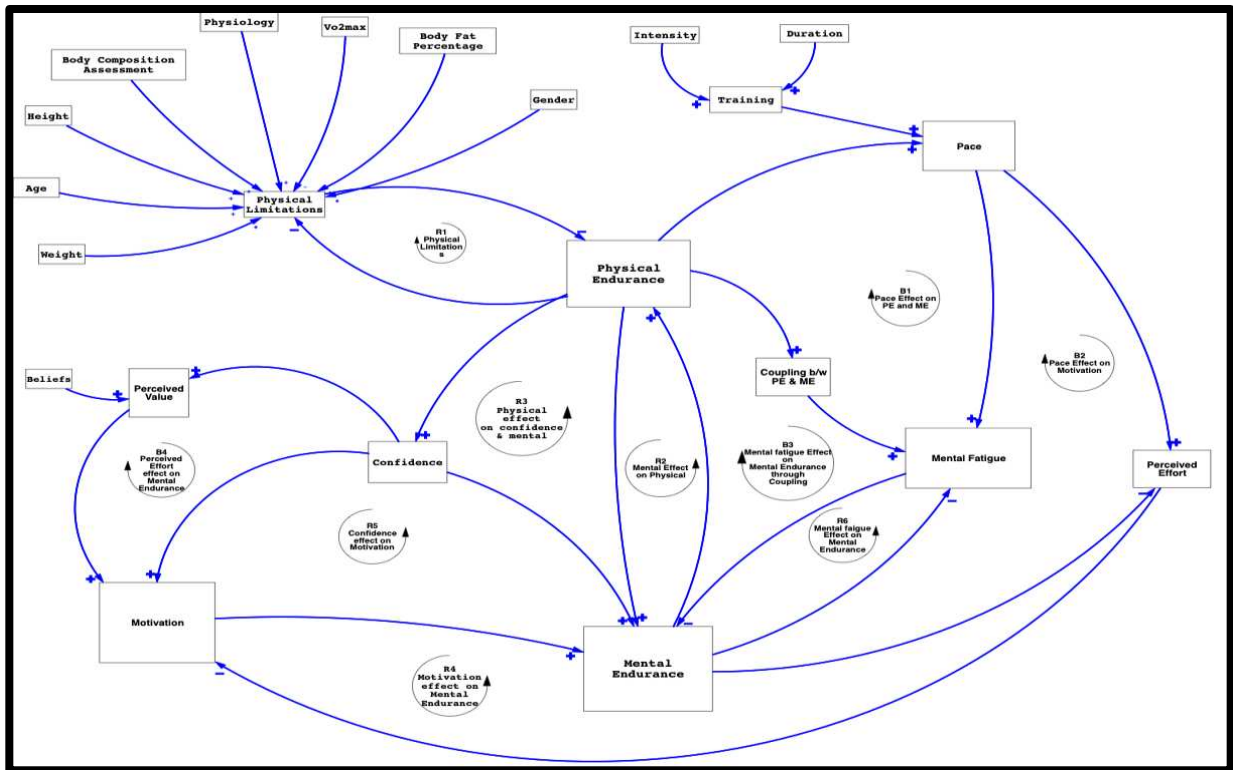 Physiology
Vo2max
Body Fat
Percentage
Intensity
Duration
Body Composition
Assessment
Training
Gender
Height
Pace
Age
Physical
Limitations
R1
Physical
Limitation
s
Weight
Physical
Endurance
B1
Pace Effect on
PE and ME
B2
Pace Effect on
Motivation
Coupling b/w
PE & ME
Beliefs
Perceived
Value
R3
Physical
effect
on confidence
& mental
B4
Perceived
Effort
effect on
Mental
Endurance
Confidence
R2
Mental Effect
on Physical
B3
Mental fatigue Effect
on
Mental Endurance
through
Coupling
Mental Fatigue
Perceived
Effort
R5
Confidence
effect on
Motivation
R6
Mental faigue
Effect on
Mental
Endurance
Motivation
Mental
Endurance
R4
Motivation
effect on
Mental
Endurance